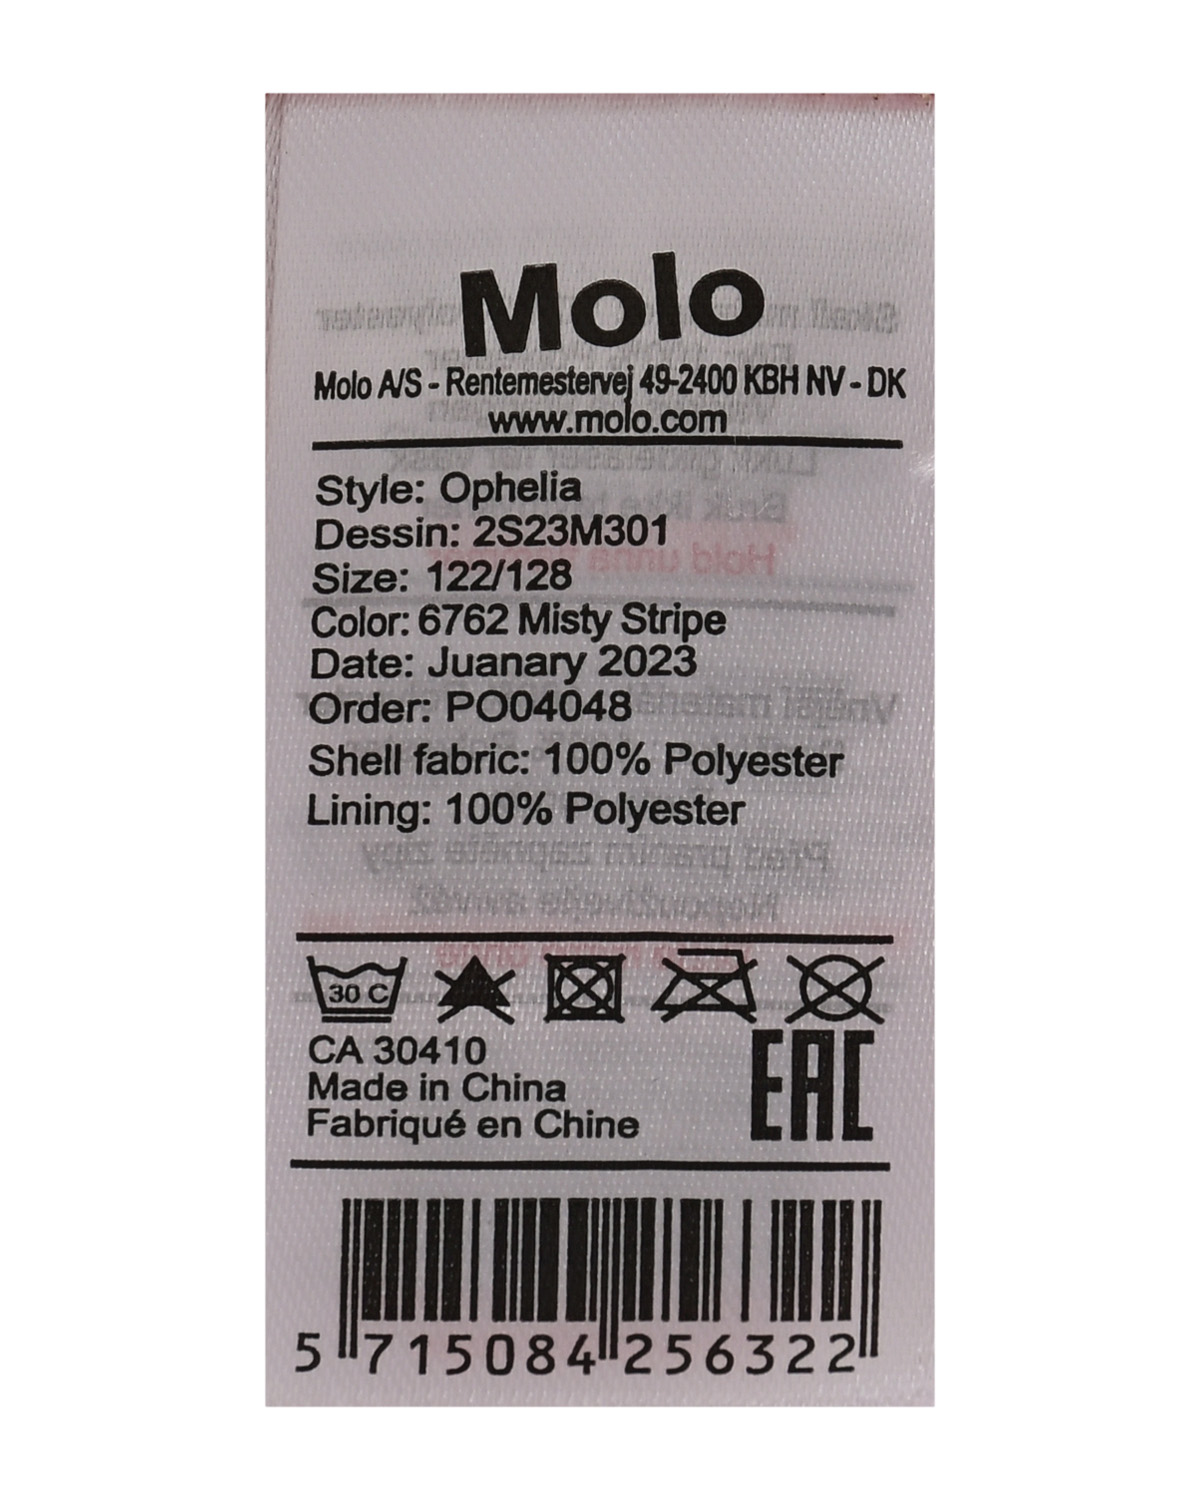 Molo
Molo A/S - Rentemestervej 49-2400 KBH NV - DK
www.molo.com
Style: Ophelia
Dessin: 2S23M301
Size: 122/128
Color: 6762 Misty Stripe
Date: Juanary 2023
Order: PO04048
Shell fabric: 100% Polyester
Lining: 100% Polyester
30 C
CA 30410
Made in China
Fabriqué en Chine
EAC
5 715084 256322